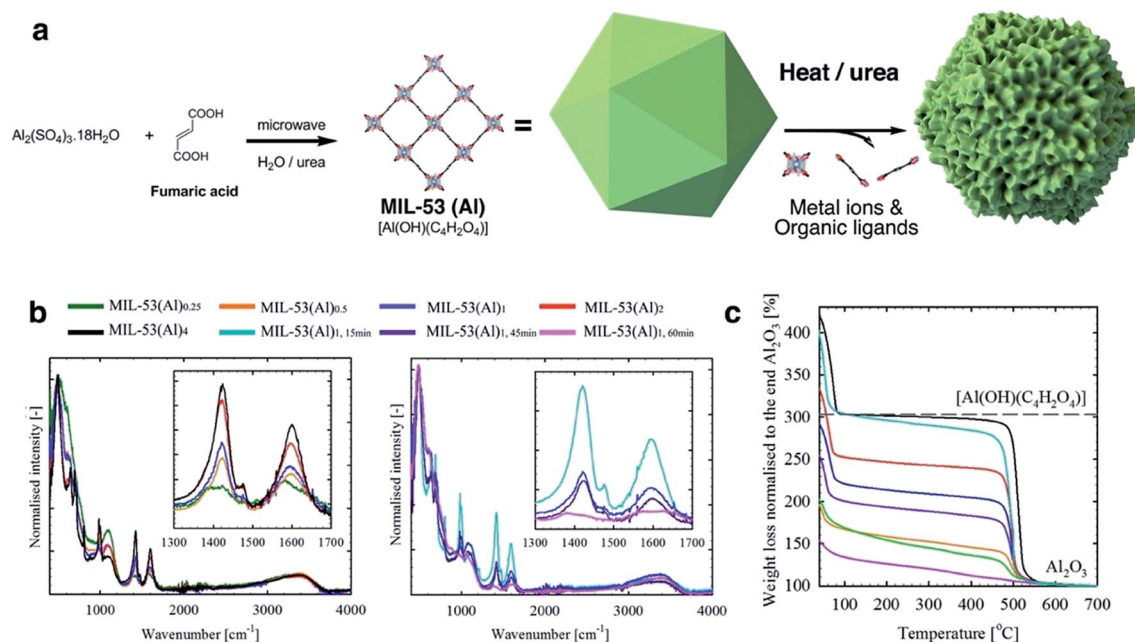 a
Al₂(SO₄)₃.18H₂O
+
COOH
COOH
Fumaric acid
microwave
H₂O / urea
MIL-53 (Al)
[Al(OH)(C₄H₂O₄)]
=
Heat / urea
Metal ions &
Organic ligands
b
MIL-53(Al)0.25
MIL-53(Al)0.5
MIL-53(Al)1
MIL-53(Al)2
MIL-53(Al)4
MIL-53(Al)1, 15min
MIL-53(Al)1, 45min
MIL-53(Al)1, 60min
Normalised intensity [-]
1300 1400 1500 1600 1700
1000 2000 3000 4000
Wavenumber [cm⁻¹]
Normalised intensity [-]
1300 1400 1500 1600 1700
1000 2000 3000 4000
Wavenumber [cm⁻¹]
c
Weight loss normalised to the end Al₂O₃ [%]
400
350
300
250
200
150
100
[Al(OH)(C₄H₂O₄)]
Al₂O₃
100 200 300 400 500 600 700
Temperature [°C]